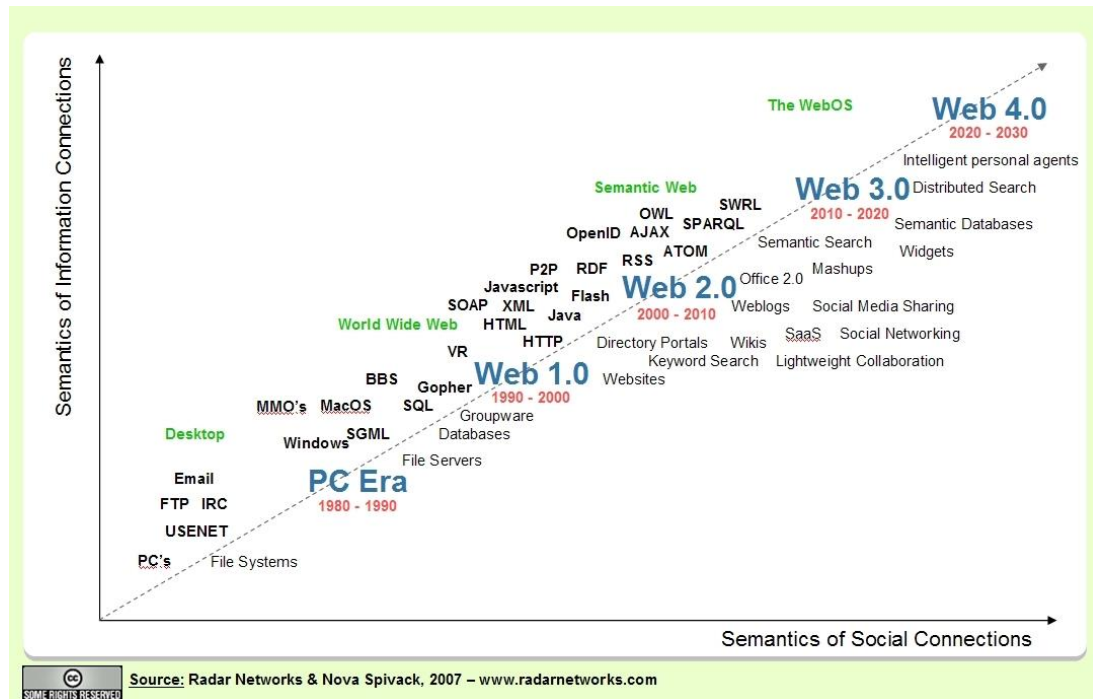 Semantics of Information Connections
The WebOS
Web 4.0
2020 - 2030
Intelligent personal agents
Semantic Web
Web 3.0
Distributed Search
2010 - 2020
SWRL
OWL
SPARQL
Semantic Databases
OpenID
AJAX
Semantic Search
Widgets
ATOM
RSS
P2P
RDF
Mashups
Office 2.0
Javascript
Web 2.0
Flash
SOAP
XML
Weblogs
Social Media Sharing
2000 - 2010
Java
World Wide Web
HTML
SaaS
Social Networking
HTTP
Directory Portals
Wikis
VR
Keyword Search
Lightweight Collaboration
Web 1.0
Websites
BBS
Gopher
1990 - 2000
MMO's
MacOS
SQL
Groupware
Desktop
SGML
Databases
Windows
File Servers
Email
PC Era
1980 - 1990
FTP
IRC
USENET
PC's
File Systems
Semantics of Social Connections
cc
SOME RIGHTS RESERVED
Source: Radar Networks & Nova Spivack, 2007 – www.radarnetworks.com